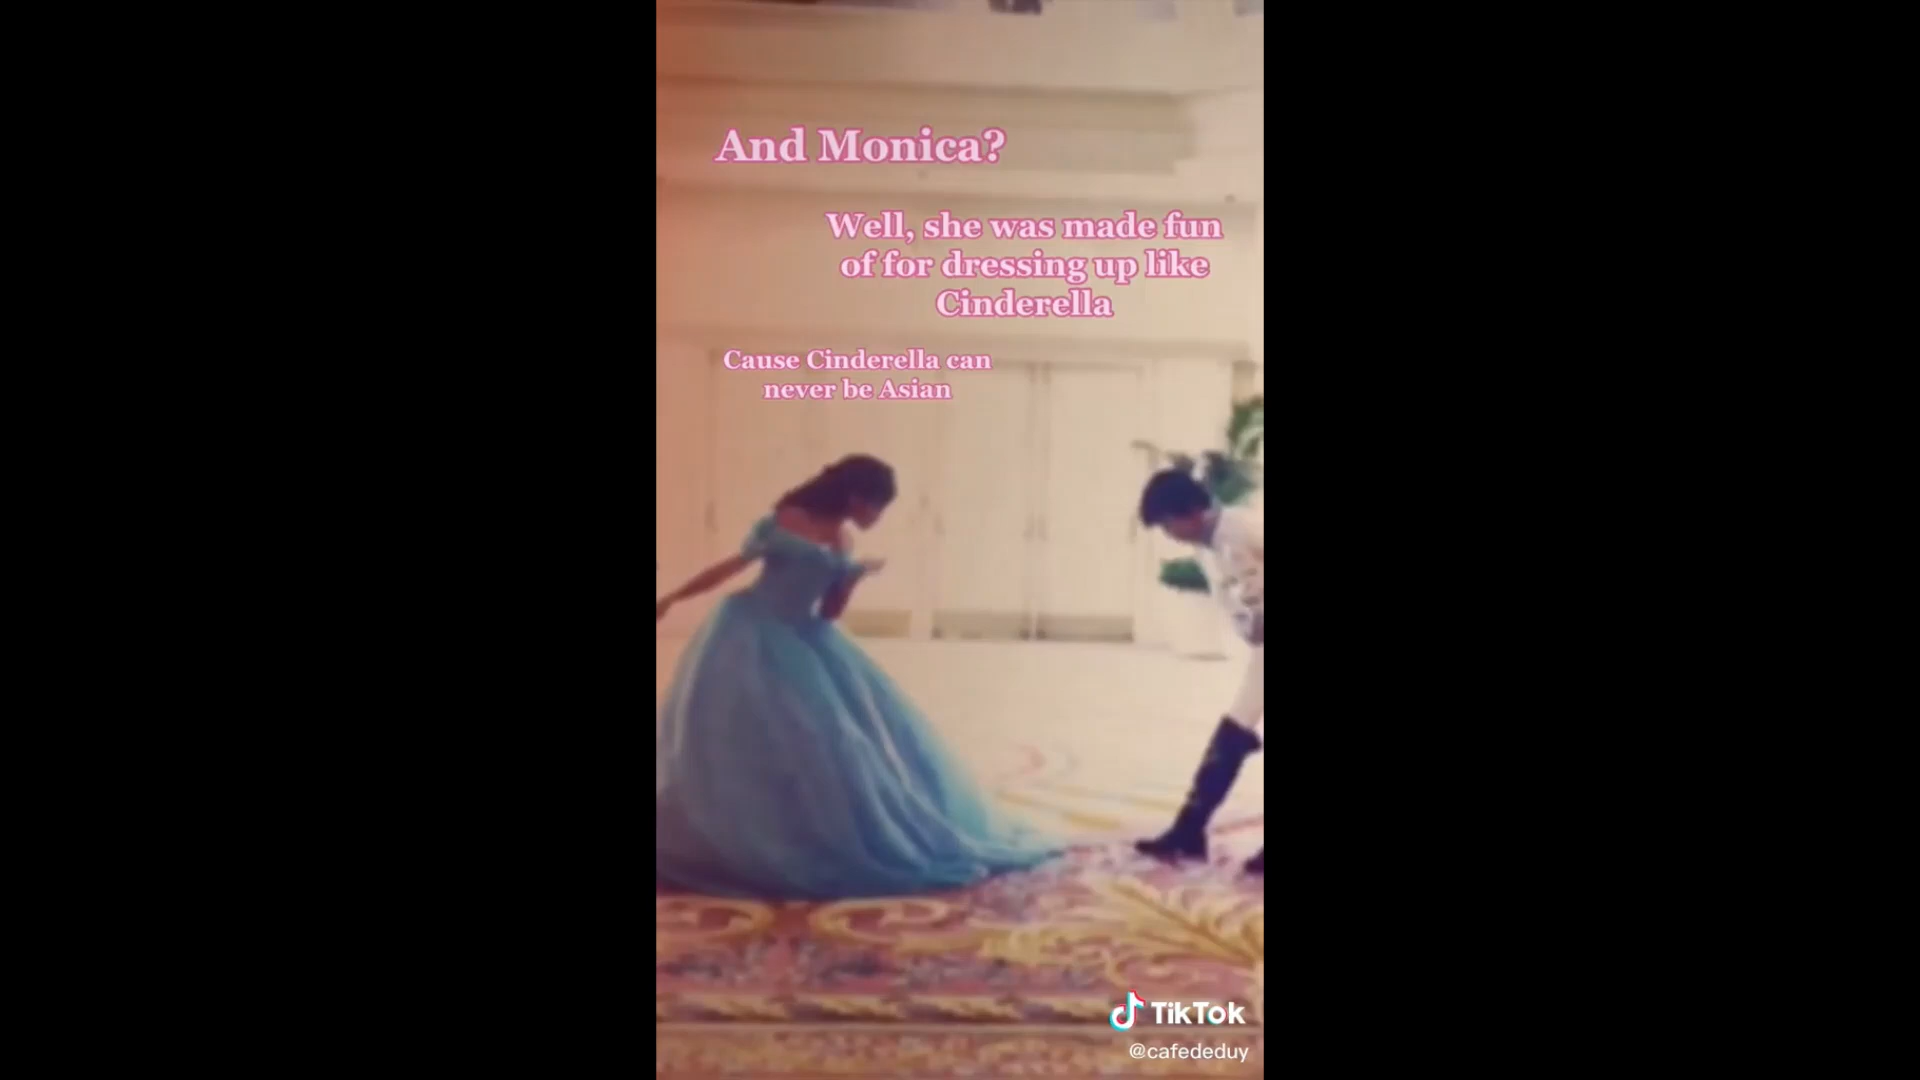 And Monica?
Well, she was made fun
of for dressing up like
Cinderella
Cause Cinderella can
never be Asian
TikTok
@cafededuy